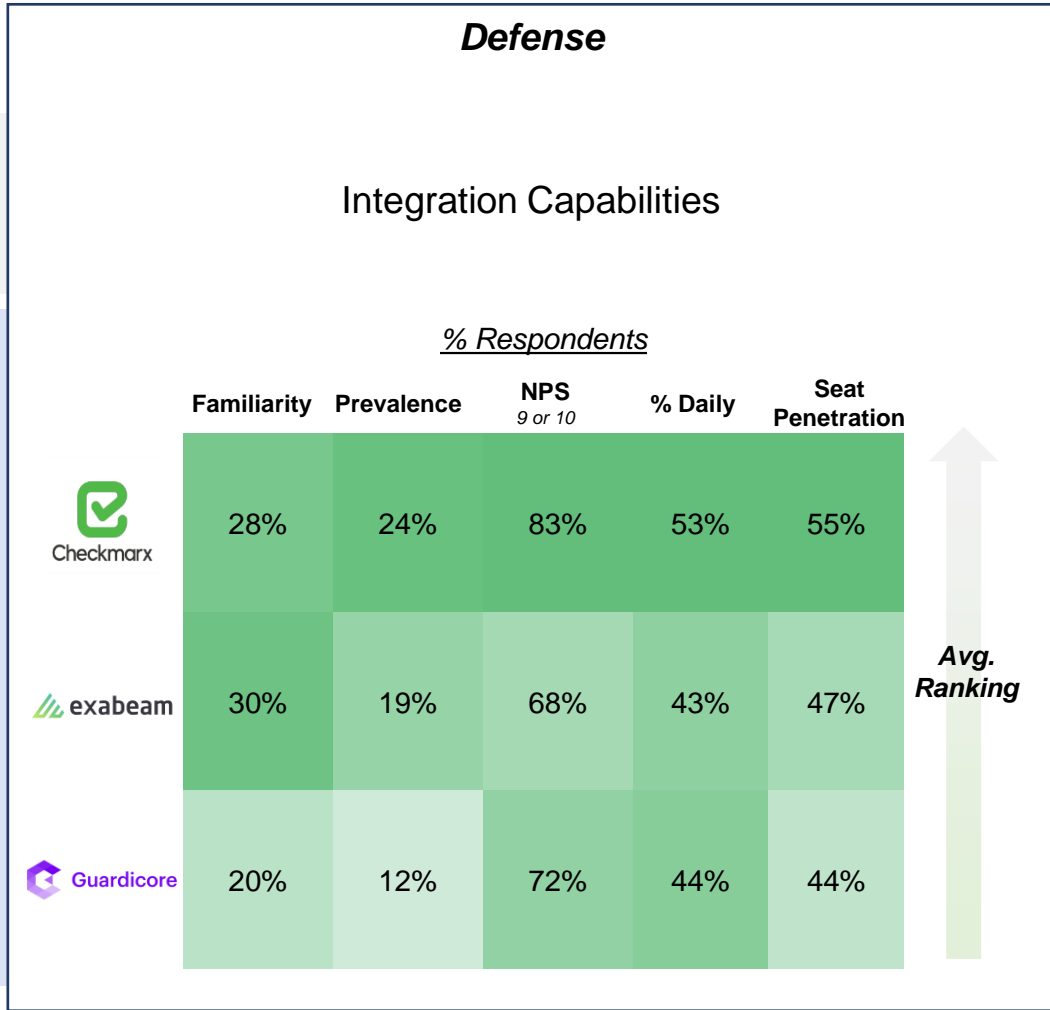 Defense
Integration Capabilities
% Respondents
Familiarity Prevalence NPS % Daily Seat
9 or 10 Penetration
Checkmarx 28% 24% 83% 53% 55%
exabeam 30% 19% 68% 43% 47%
Avg.
Ranking
Guardicore 20% 12% 72% 44% 44%